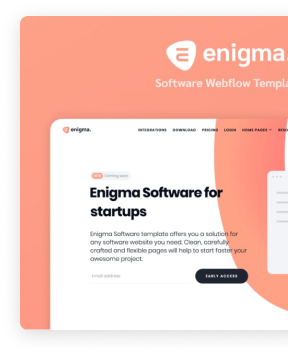 enigma.
Software Webflow Templa
enigma.
INTEGRATIONS DOWNLOAD PRICING LOGIN HOME PAGES
Coming soon
Enigma Software for
startups
Enigma Software template offers you a solution for
any software website you need. Clean, carefully
crafted and flexible pages will help to start faster your
awesome project.
Email address
EARLY ACCESS